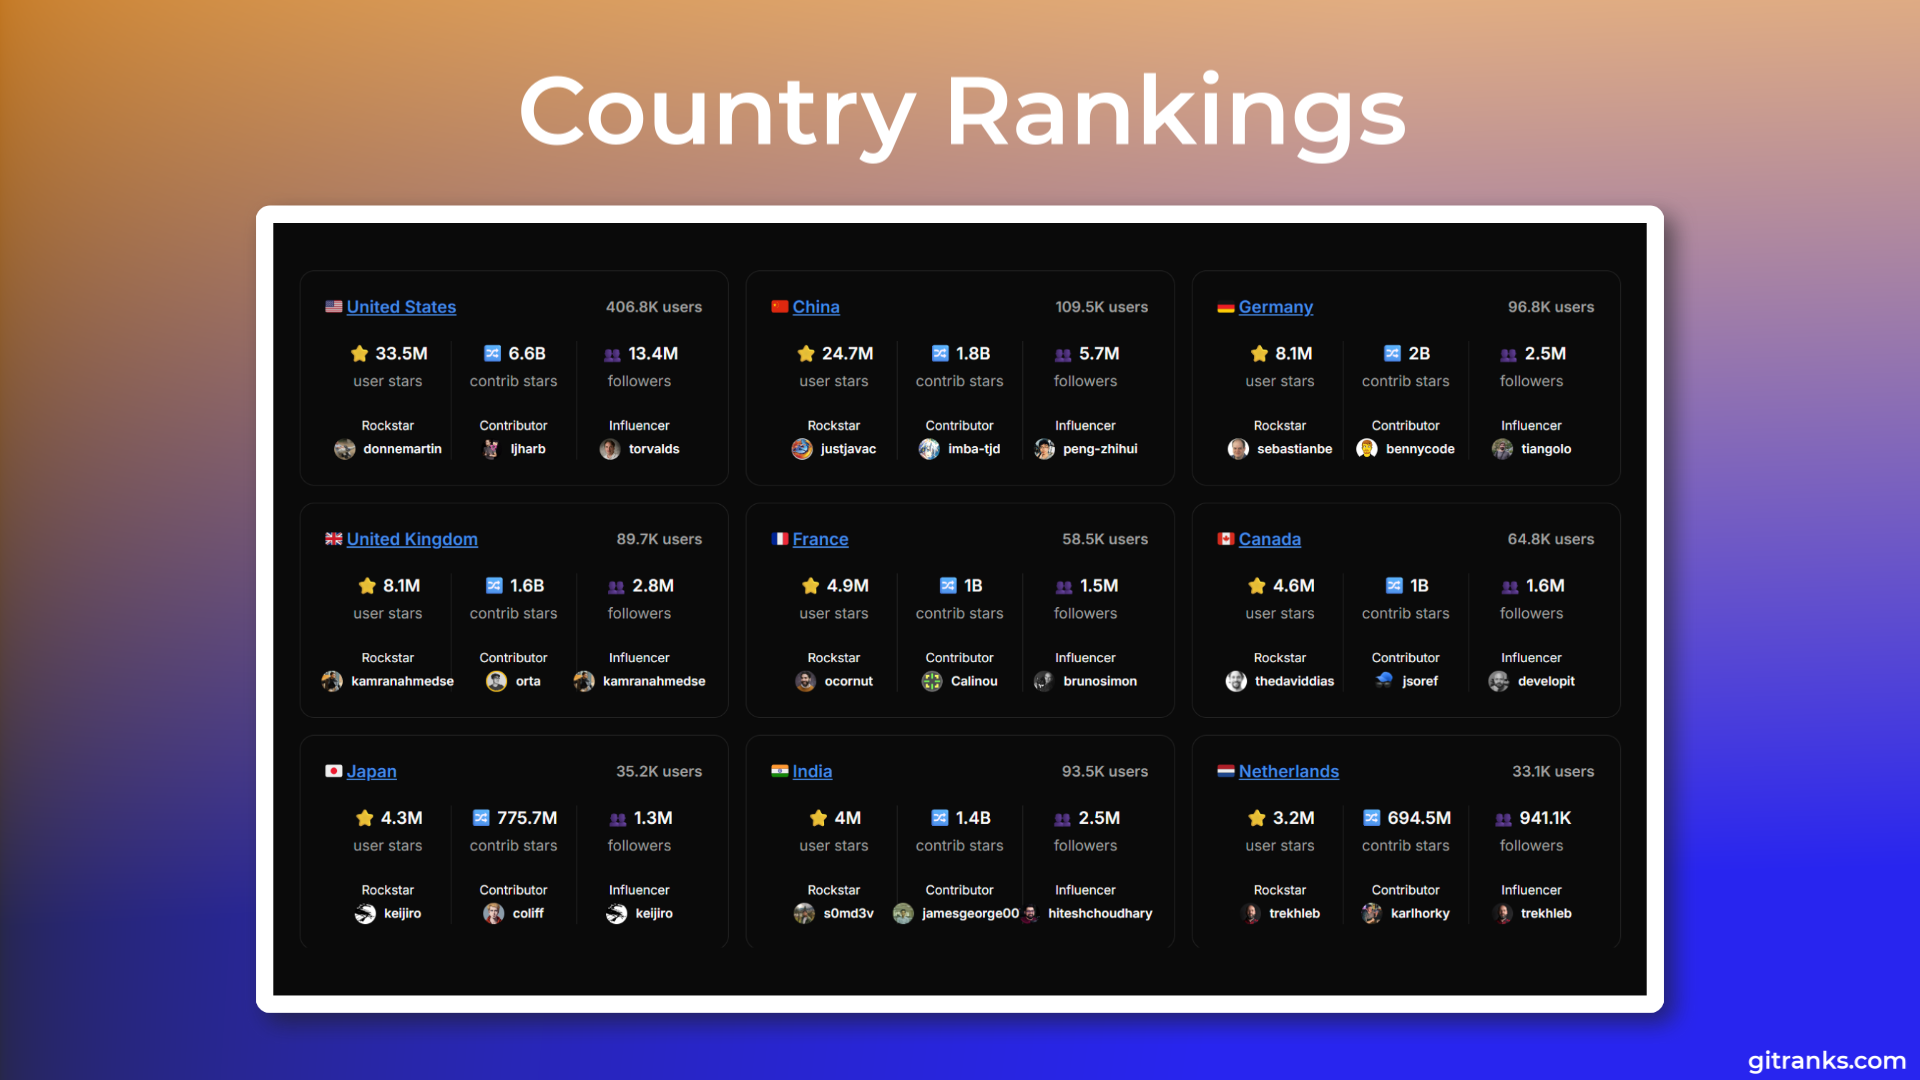 Country Rankings
United States 406.8K users
33.5M 6.6B 13.4M
user stars contrib stars followers
Rockstar Contributor Influencer
donnemartin ljharb torvalds
China 109.5K users
24.7M 1.8B 5.7M
user stars contrib stars followers
Rockstar Contributor Influencer
justjavac imba-tjd peng-zhihui
Germany 96.8K users
8.1M 2B 2.5M
user stars contrib stars followers
Rockstar Contributor Influencer
sebastianbe bennycode tiangolo
United Kingdom 89.7K users
8.1M 1.6B 2.8M
user stars contrib stars followers
Rockstar Contributor Influencer
kamranahmedse orta kamranahmedse
France 58.5K users
4.9M 1B 1.5M
user stars contrib stars followers
Rockstar Contributor Influencer
ocornut Calinou brunosimon
Canada 64.8K users
4.6M 1B 1.6M
user stars contrib stars followers
Rockstar Contributor Influencer
thedaviddias jsoref developit
Japan 35.2K users
4.3M 775.7M 1.3M
user stars contrib stars followers
Rockstar Contributor Influencer
keijiro coliff keijiro
India 93.5K users
4M 1.4B 2.5M
user stars contrib stars followers
Rockstar Contributor Influencer
s0md3v jamesgeorge00 hiteshchoudhary
Netherlands 33.1K users
3.2M 694.5M 941.1K
user stars contrib stars followers
Rockstar Contributor Influencer
trekhleb karlhorky trekhleb
gitranks.com